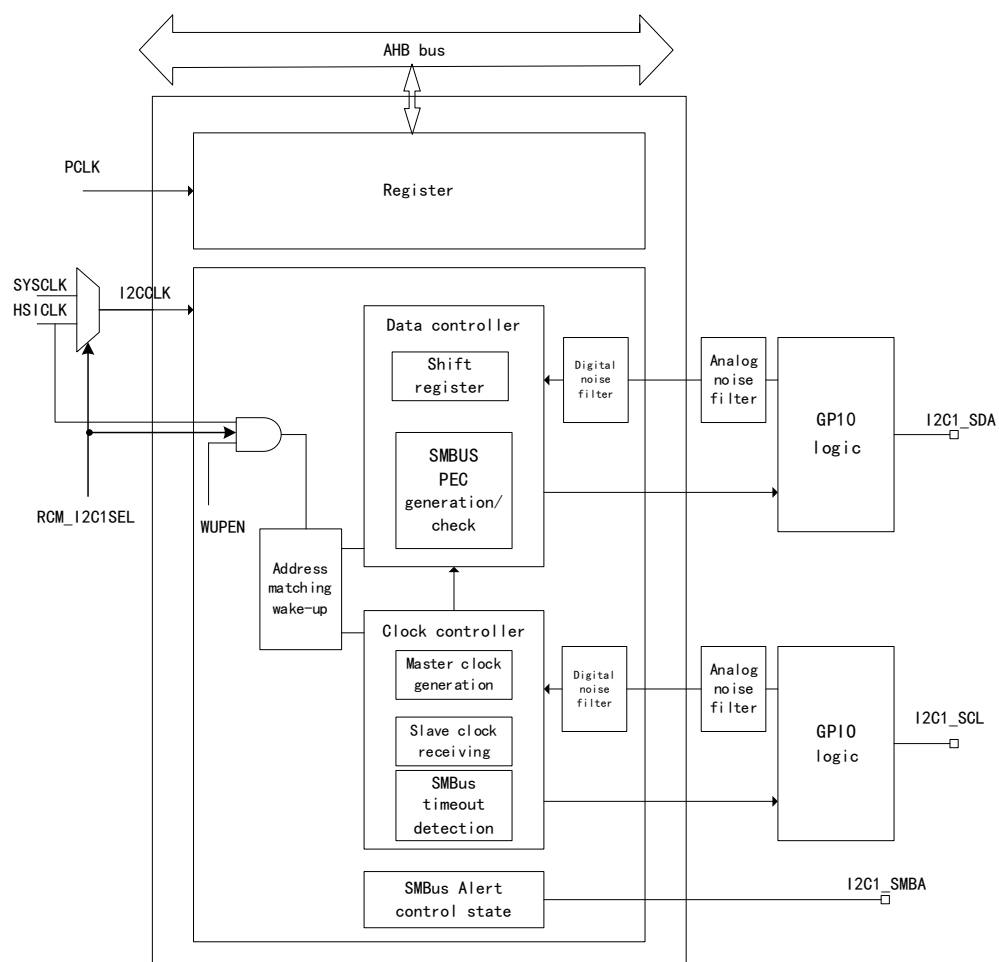 AHB bus
PCLK
Register
SYSCLK
HSICLK
I2CCLK
Data controller
Shift
register
Digital
noise
filter
Analog
noise
filter
GPIO
logic
I2C1_SDA
SMBUS
PEC
generation/
check
RCM_I2C1SEL
WUPEN
Address
matching
wake-up
Clock controller
Master clock
generation
Digital
noise
filter
Analog
noise
filter
GPIO
logic
I2C1_SCL
Slave clock
receiving
SMBus
timeout
detection
SMBus Alert
control state
I2C1_SMBA